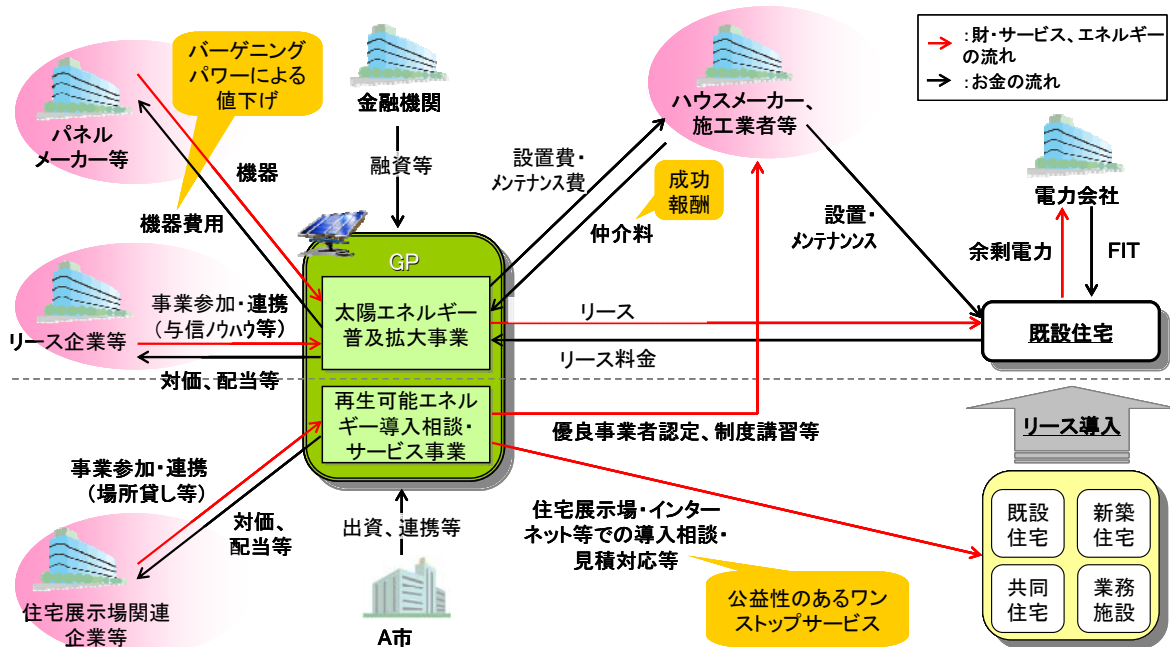 :財・サービス、エネルギー
の流れ
:お金の流れ
バーゲニング
パワーによる
値下げ
金融機関
融資等
パネル
メーカー等
機器
機器費用
ハウスメーカー、
施工業者等
設置費・
メンテナンス費
成功
報酬
仲介料
設置・
メンテナンンス
電力会社
余剰電力
FIT
GP
太陽エネルギー
普及拡大事業
事業参加・連携
(与信ノウハウ等)
リース企業等
対価、配当等
リース
リース料金
既設住宅
再生可能エネル
ギー導入相談・
サービス事業
優良事業者認定、制度講習等
リース導入
事業参加・連携
(場所貸し等)
対価、
配当等
住宅展示場関連
企業等
出資、連携等
A市
住宅展示場・インター
ネット等での導入相談・
見積対応等
公益性のあるワン
ストップサービス
既設
住宅
新築
住宅
共同
住宅
業務
施設